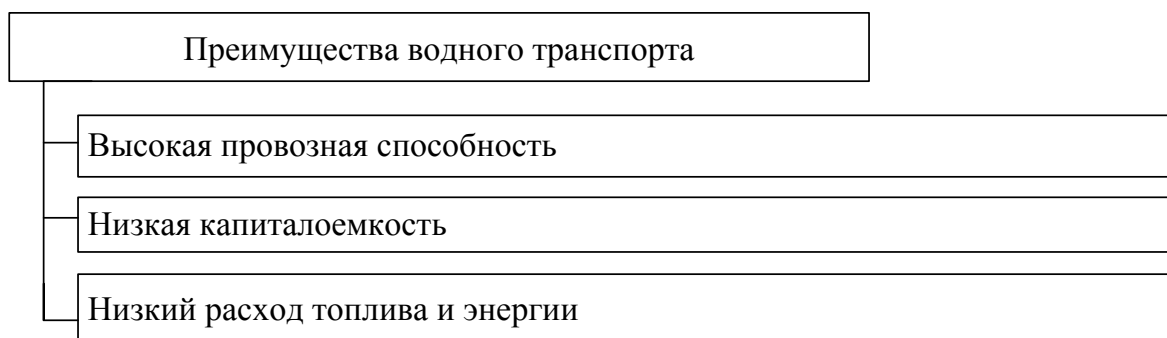 Преимущества водного транспорта
Высокая провозная способность
Низкая капиталоемкость
Низкий расход топлива и энергии